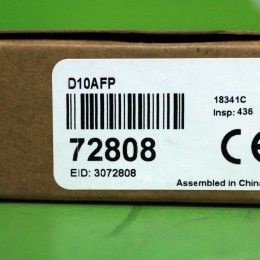 D10AFP
18341C
Insp: 436
72808
CE
EID: 3072808
Assembled in China